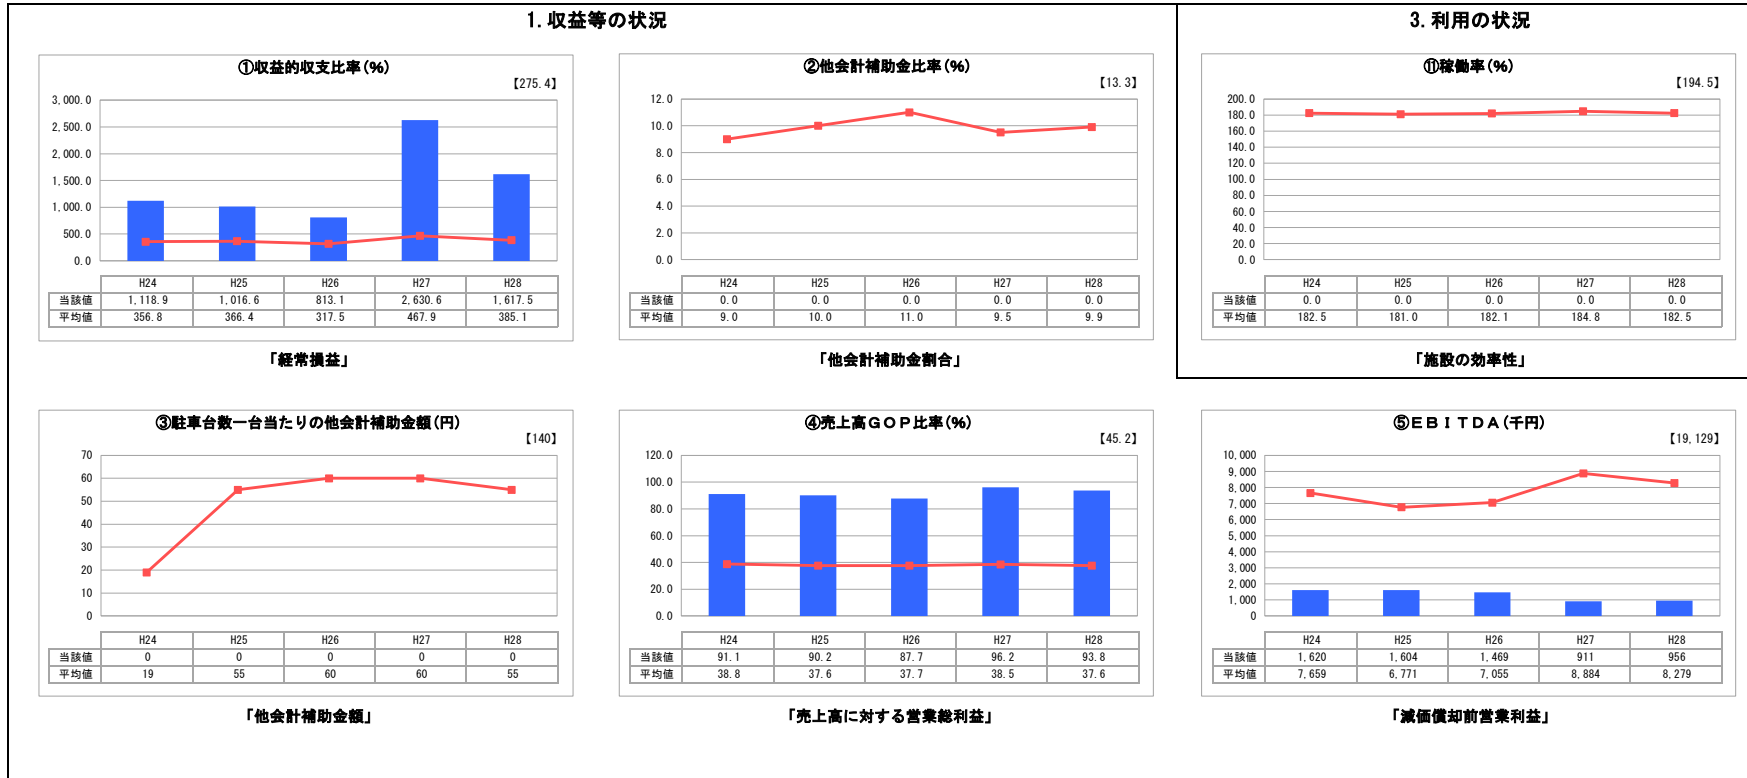 1. 収益等の状況
3. 利用の状況
①収益的収支比率(%)
【275.4】
3,000.0
2,500.0
2,000.0
1,500.0
1,000.0
500.0
0.0
H24 H25 H26 H27 H28
当該値 1,118.9 1,016.6 813.1 2,630.6 1,617.5
平均値 356.8 366.4 317.5 467.9 385.1
「経常損益」
②他会計補助金比率(%)
【13.3】
12.0
10.0
8.0
6.0
4.0
2.0
0.0
H24 H25 H26 H27 H28
当該値 0.0 0.0 0.0 0.0 0.0
平均値 9.0 10.0 11.0 9.5 9.9
「他会計補助金割合」
⑪稼働率(%)
【194.5】
200.0
180.0
160.0
140.0
120.0
100.0
80.0
60.0
40.0
20.0
0.0
H24 H25 H26 H27 H28
当該値 0.0 0.0 0.0 0.0 0.0
平均値 182.5 181.0 182.1 184.8 182.5
「施設の効率性」
③駐車台数一台当たりの他会計補助金額(円)
【140】
70
60
50
40
30
20
10
0
H24 H25 H26 H27 H28
当該値 0 0 0 0 0
平均値 19 55 60 60 55
「他会計補助金額」
④売上高GOP比率(%)
【45.2】
120.0
100.0
80.0
60.0
40.0
20.0
0.0
H24 H25 H26 H27 H28
当該値 91.1 90.2 87.7 96.2 93.8
平均値 38.8 37.6 37.7 38.5 37.6
「売上高に対する営業総利益」
⑤EBITDA(千円)
【19,129】
10,000
9,000
8,000
7,000
6,000
5,000
4,000
3,000
2,000
1,000
0
H24 H25 H26 H27 H28
当該値 1,620 1,604 1,469 911 956
平均値 7,659 6,771 7,055 8,884 8,279
「減価償却前営業利益」